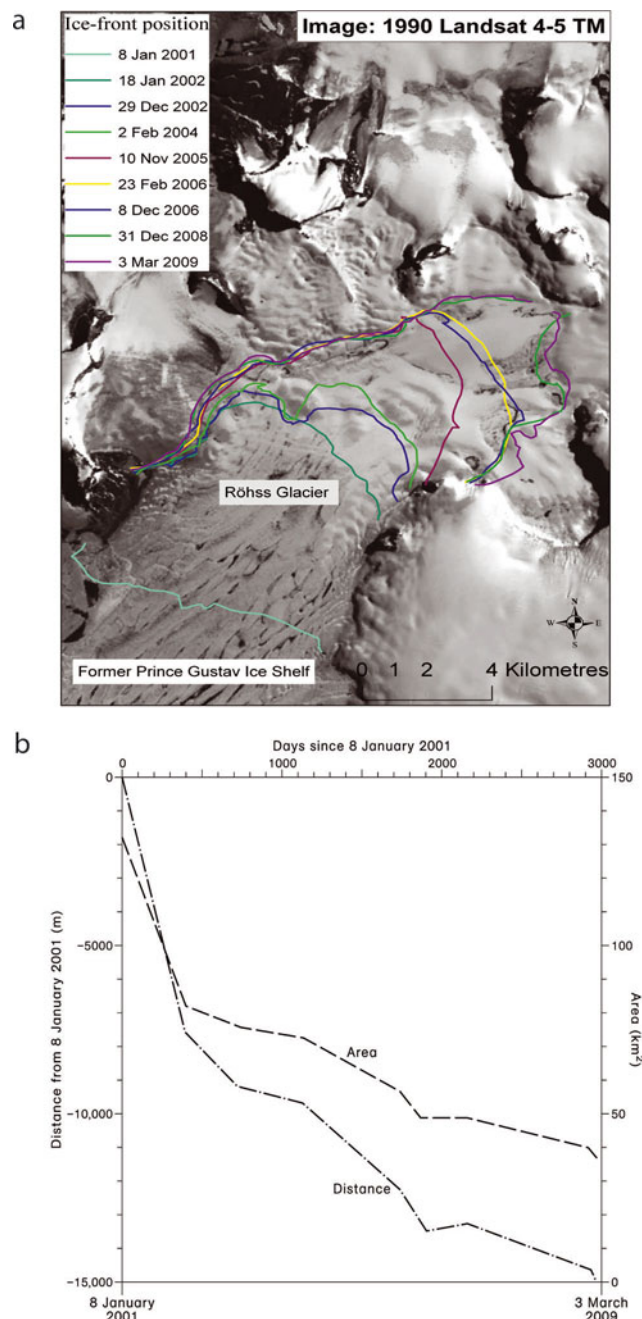 a
Image: 1990 Landsat 4-5 TM
Ice-front position
8 Jan 2001
18 Jan 2002
29 Dec 2002
2 Feb 2004
10 Nov 2005
23 Feb 2006
8 Dec 2006
31 Dec 2008
3 Mar 2009
Röhss Glacier
N
W E
S
Former Prince Gustav Ice Shelf
0 1 2 4 Kilometres
b
Days since 8 January 2001
0 1000 2000 3000
0 150
-5000 100
-10,000 50
-15,000 0
Distance from 8 January 2001 (m)
Area (km²)
Area
Distance
8 January
2001
3 March
2009